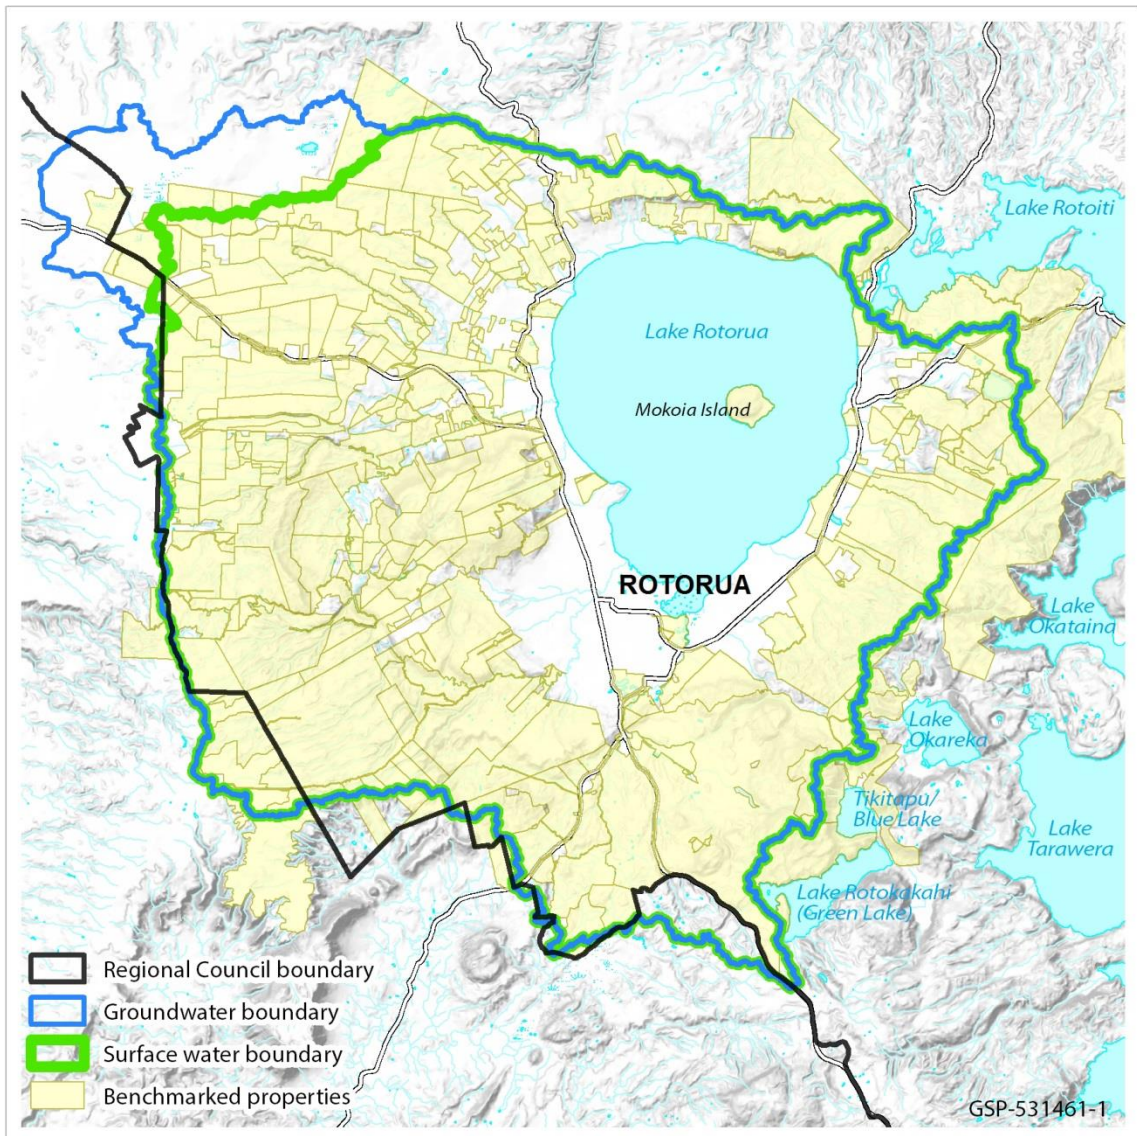 Lake Rotoiti
Lake Rotorua
Mokoia Island
ROTORUA
Lake
Okataina
Lake
Okareka
Tikitapu/
Blue Lake
Lake
Tarawera
Lake Rotokakahi
(Green Lake)
Regional Council boundary
Groundwater boundary
Surface water boundary
Benchmarked properties
GSP-531461-1